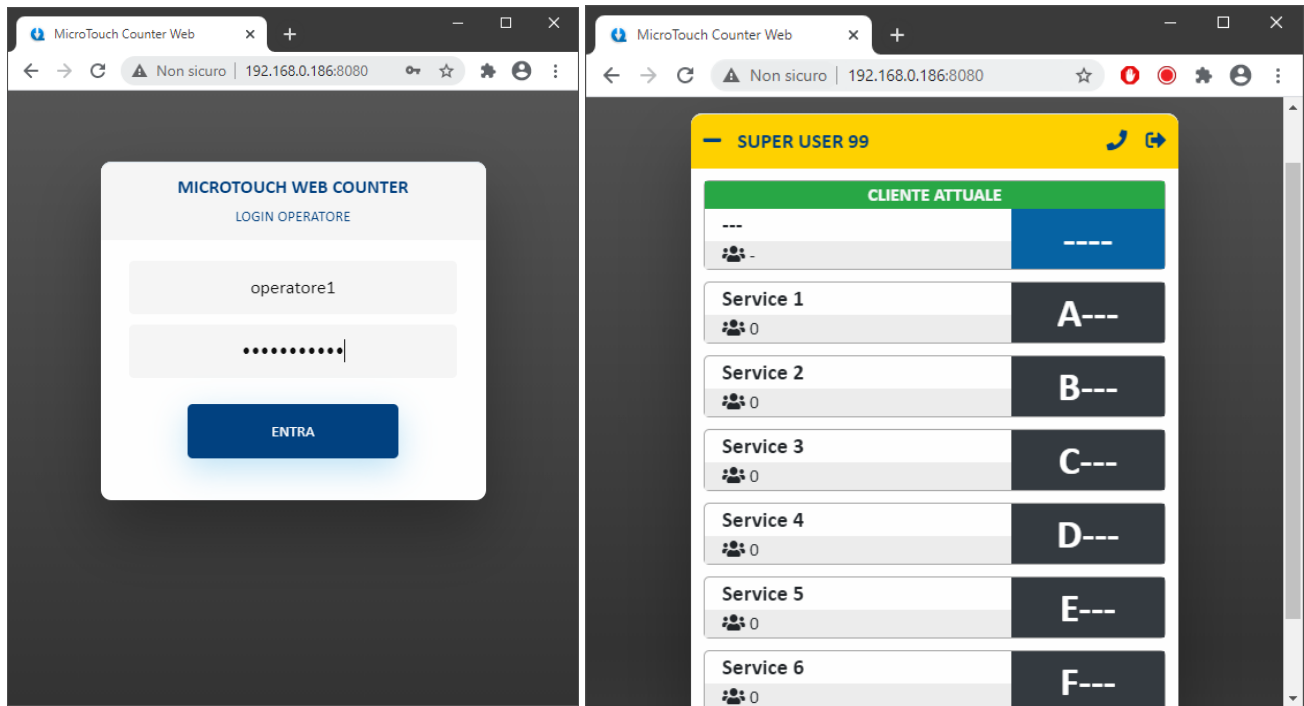 MicroTouch Counter Web
Non sicuro 192.168.0.186:8080
MICROTOUCH WEB COUNTER
LOGIN OPERATORE
operatore1
•••••••••••
ENTRA
MicroTouch Counter Web
Non sicuro 192.168.0.186:8080
SUPER USER 99
CLIENTE ATTUALE
---
----
-
Service 1
A---
0
Service 2
B---
0
Service 3
C---
0
Service 4
D---
0
Service 5
E---
0
Service 6
F---
0